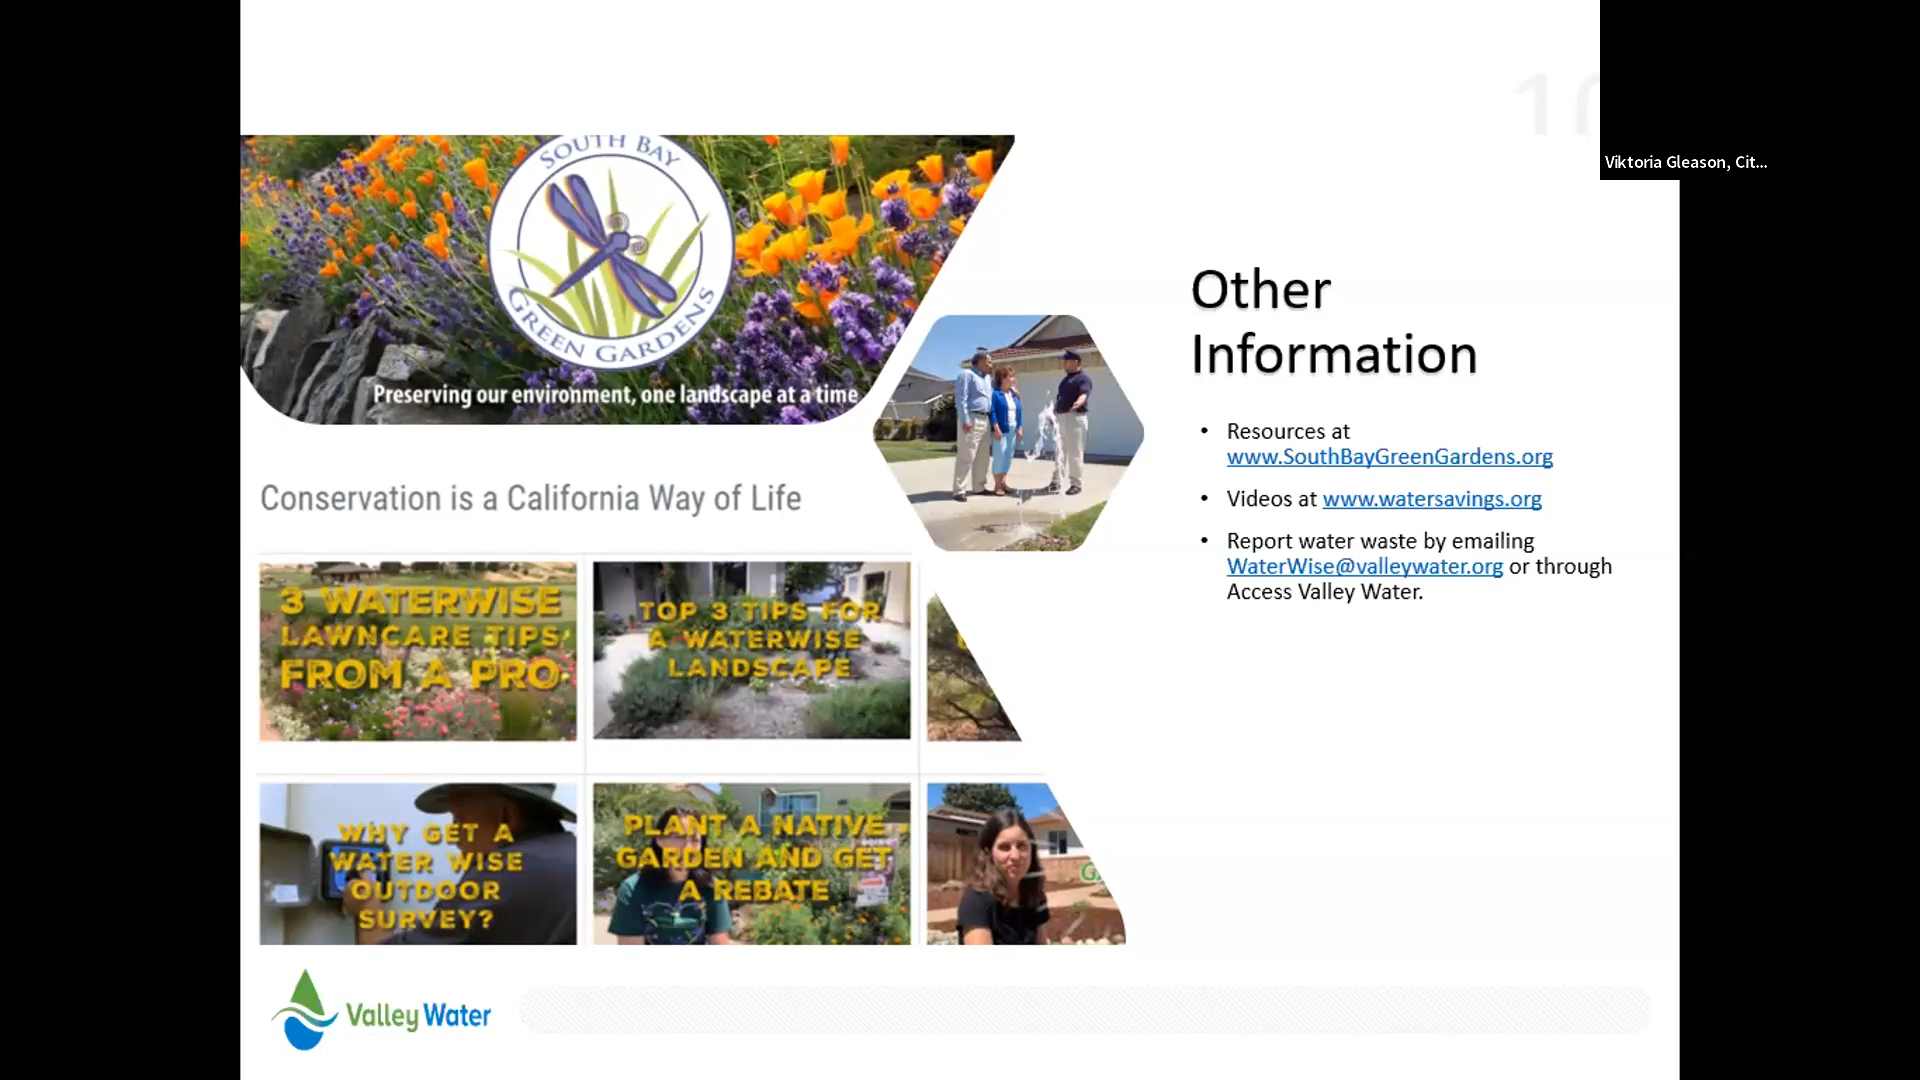 10
Viktoria Gleason, Cit...
SOUTH BAY
GREEN GARDENS
Preserving our environment, one landscape at a time
Other
Information
• Resources at
www.SouthBayGreenGardens.org
• Videos at www.watersavings.org
• Report water waste by emailing
WaterWise@valleywater.org or through
Access Valley Water.
Conservation is a California Way of Life
3 WATERWISE
LAWNCARE TIPS
FROM A PRO
TOP 3 TIPS FOR
A WATERWISE
LANDSCAPE
WHY GET A
WATER WISE
OUTDOOR
SURVEY?
PLANT A NATIVE
GARDEN AND GET
A REBATE
Valley Water